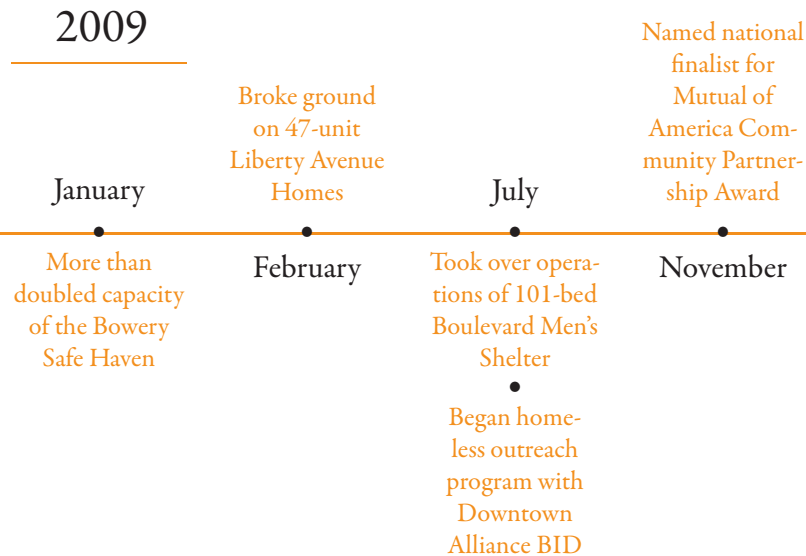 2009
January
More than
doubled capacity
of the Bowery
Safe Haven
Broke ground
on 47-unit
Liberty Avenue
Homes
February
July
Took over opera-
tions of 101-bed
Boulevard Men’s
Shelter
Began home-
less outreach
program with
Downtown
Alliance BID
Named national
finalist for
Mutual of
America Com-
munity Partner-
ship Award
November